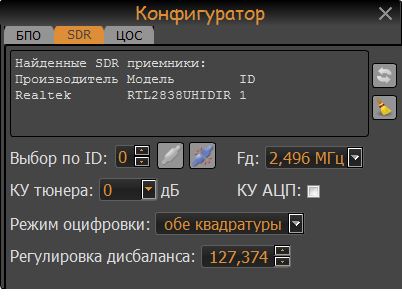 Конфигуратор
БПО SDR ЦОС
Найденные SDR приемники:
Производитель Модель ID
Realtek RTL2838UHIDIR 1
Выбор по ID: 0 Fд: 2,496 МГц
КУ тюнера: 0 дБ КУ АЦП:
Режим оцифровки: обе квадратуры
Регулировка дисбаланса: 127,374